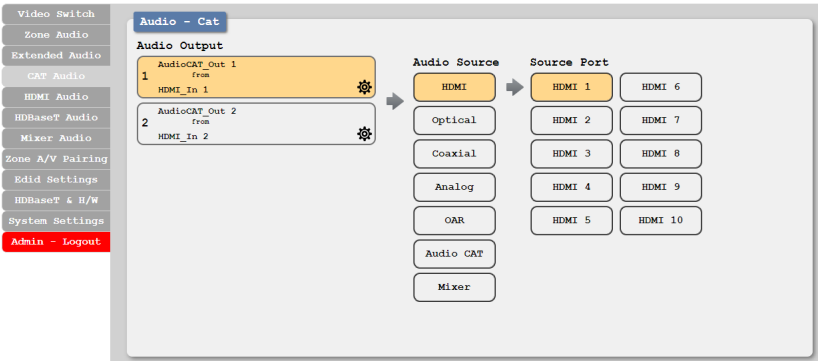 Video Switch
Zone Audio
Extended Audio
CAT Audio
HDMI Audio
HDBaseT Audio
Mixer Audio
Zone A/V Pairing
Edid Settings
HDBaseT & H/W
System Settings
Admin - Logout
Audio - Cat
Audio Output
1
AudioCAT_Out 1
from
HDMI_In 1
2
AudioCAT_Out 2
from
HDMI_In 2
Audio Source
HDMI
Optical
Coaxial
Analog
OAR
Audio CAT
Mixer
Source Port
HDMI 1
HDMI 2
HDMI 3
HDMI 4
HDMI 5
HDMI 6
HDMI 7
HDMI 8
HDMI 9
HDMI 10